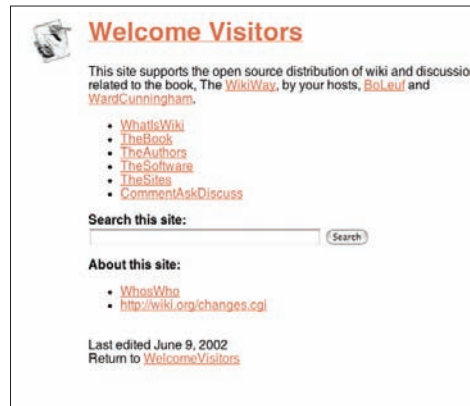 Welcome Visitors
This site supports the open source distribution of wiki and discussio
related to the book, The WikiWay, by your hosts, BoLeuf and
WardCunningham.
• WhatIsWiki
• TheBook
• TheAuthors
• TheSoftware
• TheSites
• CommentAskDiscuss
Search this site:
Search
About this site:
• WhosWho
• http://wiki.org/changes.cgi
Last edited June 9, 2002
Return to WelcomeVisitors